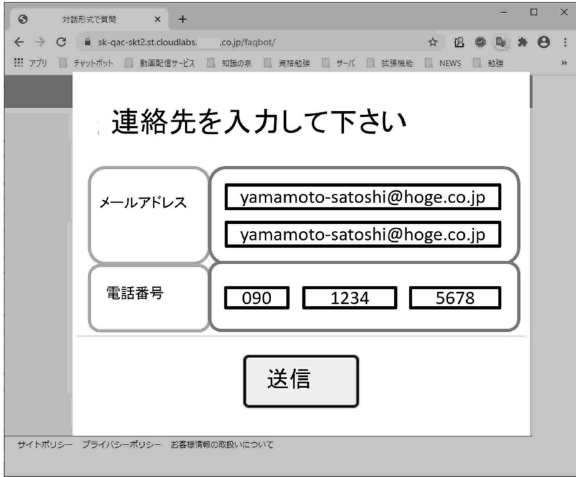 対話形式で質問
sk-qac-skt2.st.cloudlabs. .co.jp/faqbot/
アプリ チャットボット 動画配信サービス 知識の泉 資格勉強 サーバ 拡張機能 NEWS 勉強 »
連絡先を入力して下さい
メールアドレス
yamamoto-satoshi@hoge.co.jp
yamamoto-satoshi@hoge.co.jp
電話番号
090 1234 5678
送信
サイトポリシー プライバシーポリシー お客様情報の取扱いについて